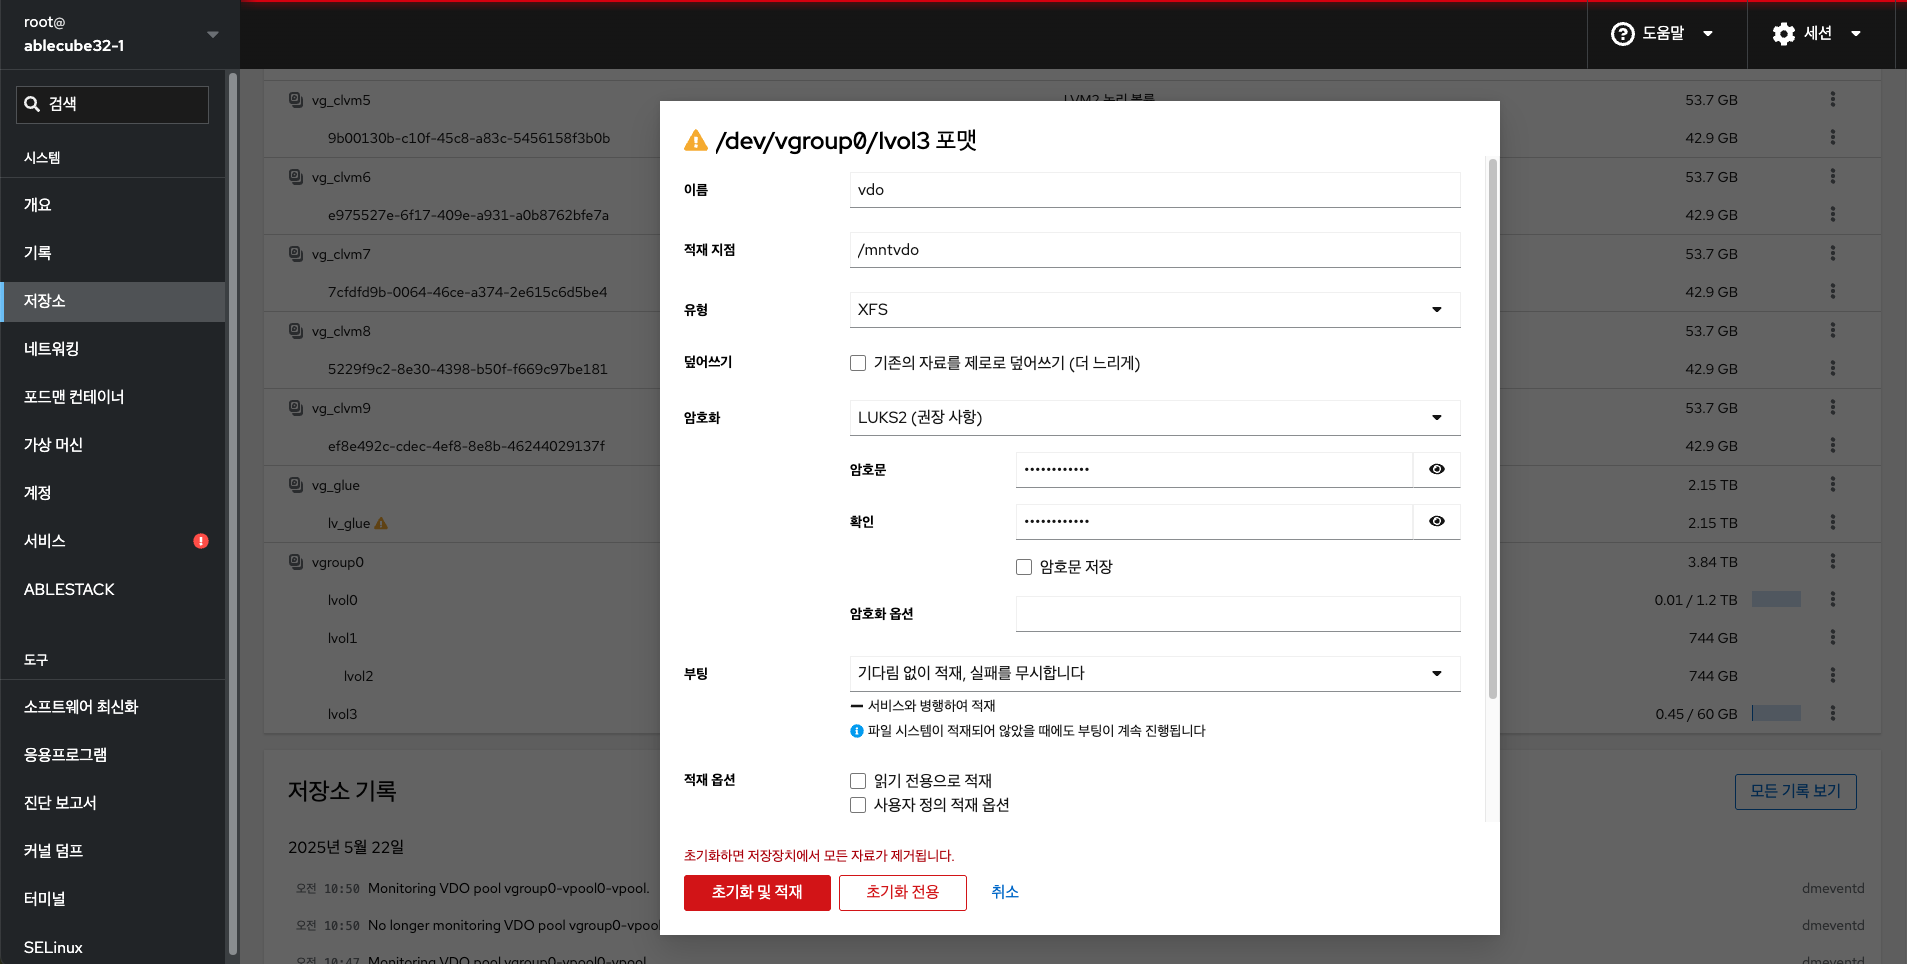 root@
ablecube32-1
도움말
세션
검색
시스템
개요
기록
저장소
네트워킹
포드맨 컨테이너
가상 머신
계정
서비스
ABLESTACK
도구
소프트웨어 최신화
응용프로그램
진단 보고서
커널 덤프
터미널
SELinux
vg_clvm5 LVM2 논리 볼륨 53.7 GB
9b00130b-c10f-45c8-a83c-5456158f3b0b 42.9 GB
vg_clvm6 53.7 GB
e975527e-6f17-409e-a931-a0b8762bfe7a 42.9 GB
vg_clvm7 53.7 GB
7cfdfd9b-0064-46ce-a374-2e615c6d5be4 42.9 GB
vg_clvm8 53.7 GB
5229f9c2-8e30-4398-b50f-f669c97be181 42.9 GB
vg_clvm9 53.7 GB
ef8e492c-cdec-4ef8-8e8b-46244029137f 42.9 GB
vg_glue 2.15 TB
lv_glue 2.15 TB
vgroup0 3.84 TB
lvol0 0.01 / 1.2 TB
lvol1 744 GB
lvol2 744 GB
lvol3 0.45 / 60 GB
저장소 기록
모든 기록 보기
2025년 5월 22일
오전 10:50 Monitoring VDO pool vgroup0-vpool0-vpool. dmeventd
오전 10:50 No longer monitoring VDO pool vgroup0-vpool dmeventd
오전 10:47 Monitoring VDO pool vgroup0-vpool0-vpool. dmeventd
/dev/vgroup0/lvol3 포맷
이름 vdo
적재 지점 /mntvdo
유형 XFS
덮어쓰기 기존의 자료를 제로로 덮어쓰기 (더 느리게)
암호화 LUKS2 (권장 사항)
암호문 ••••••••••••
확인 ••••••••••••
암호문 저장
암호화 옵션
부팅 기다림 없이 적재, 실패를 무시합니다
서비스와 병행하여 적재
파일 시스템이 적재되어 않았을 때에도 부팅이 계속 진행됩니다
적재 옵션 읽기 전용으로 적재
사용자 정의 적재 옵션
초기화하면 저장장치에서 모든 자료가 제거됩니다.
초기화 및 적재 초기화 전용 취소